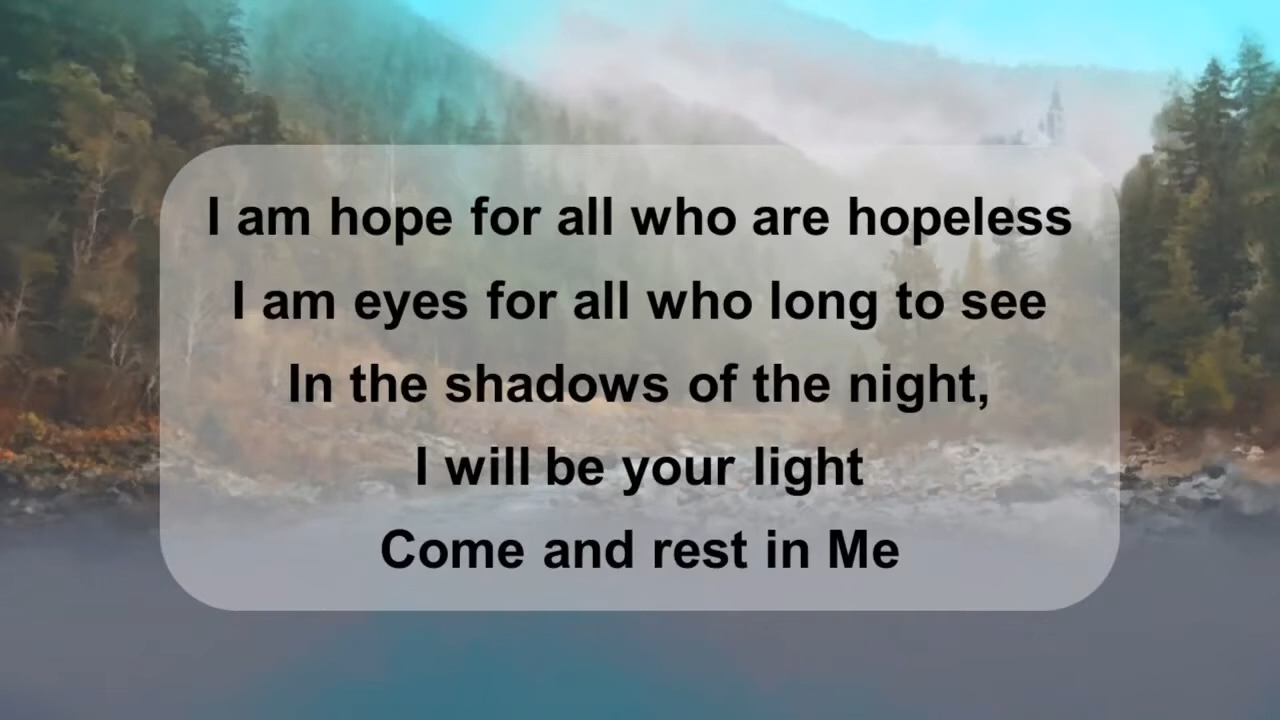 I am hope for all who are hopeless
I am eyes for all who long to see
In the shadows of the night,
I will be your light
Come and rest in Me